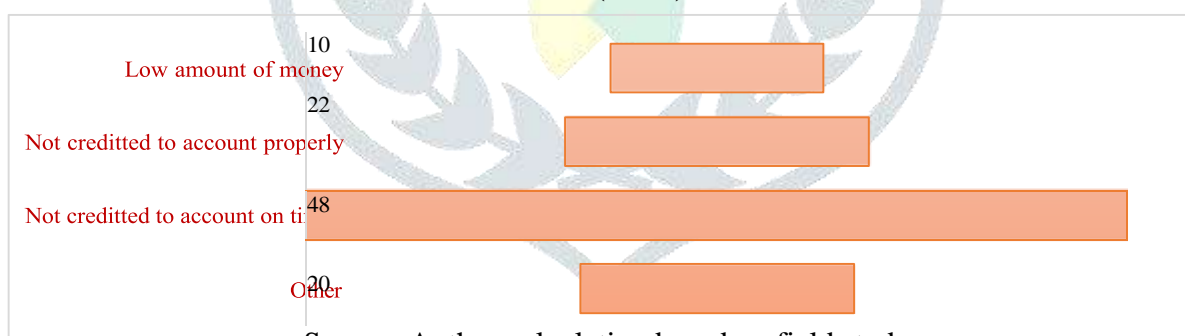 10
Low amount of money
22
Not creditted to account properly
48
Not creditted to account on ti
20
Other